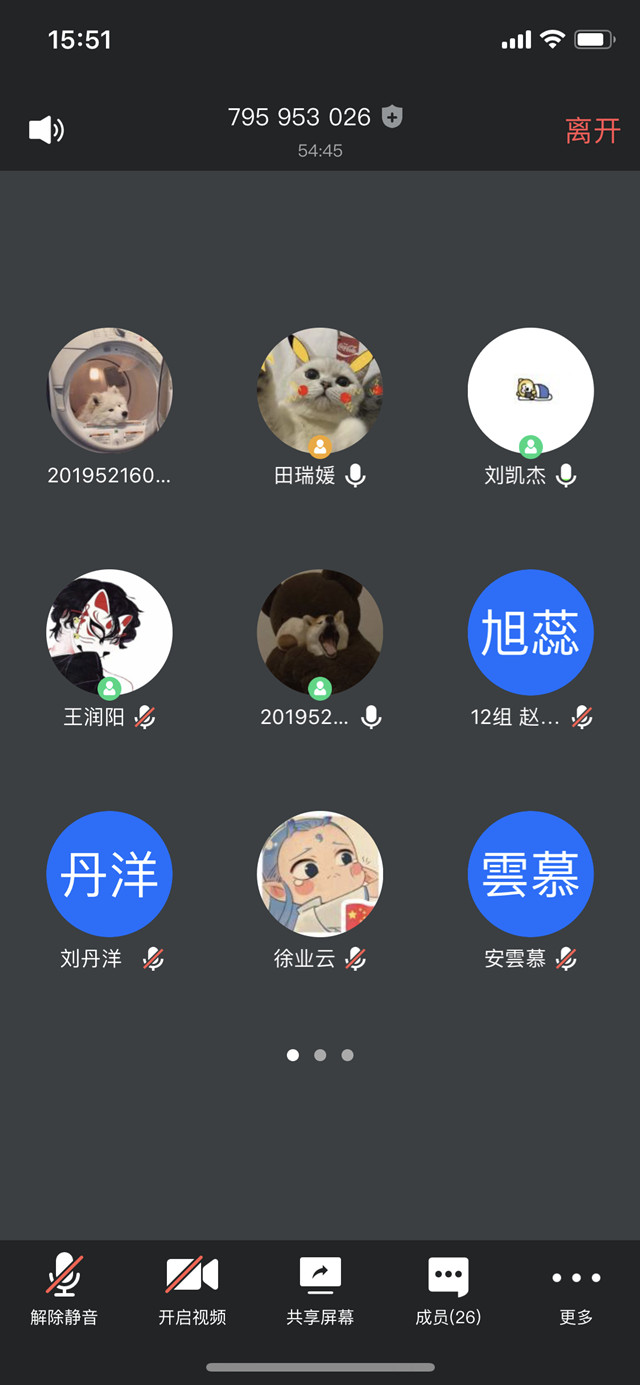 15:51
795 953 026
离开
54:45
201952160...
田瑞媛
刘凯杰
旭蕊
王润阳
201952...
12组 赵...
丹洋
雲慕
刘丹洋
徐业云
安雲慕
解除静音
开启视频
共享屏幕
成员(26)
更多